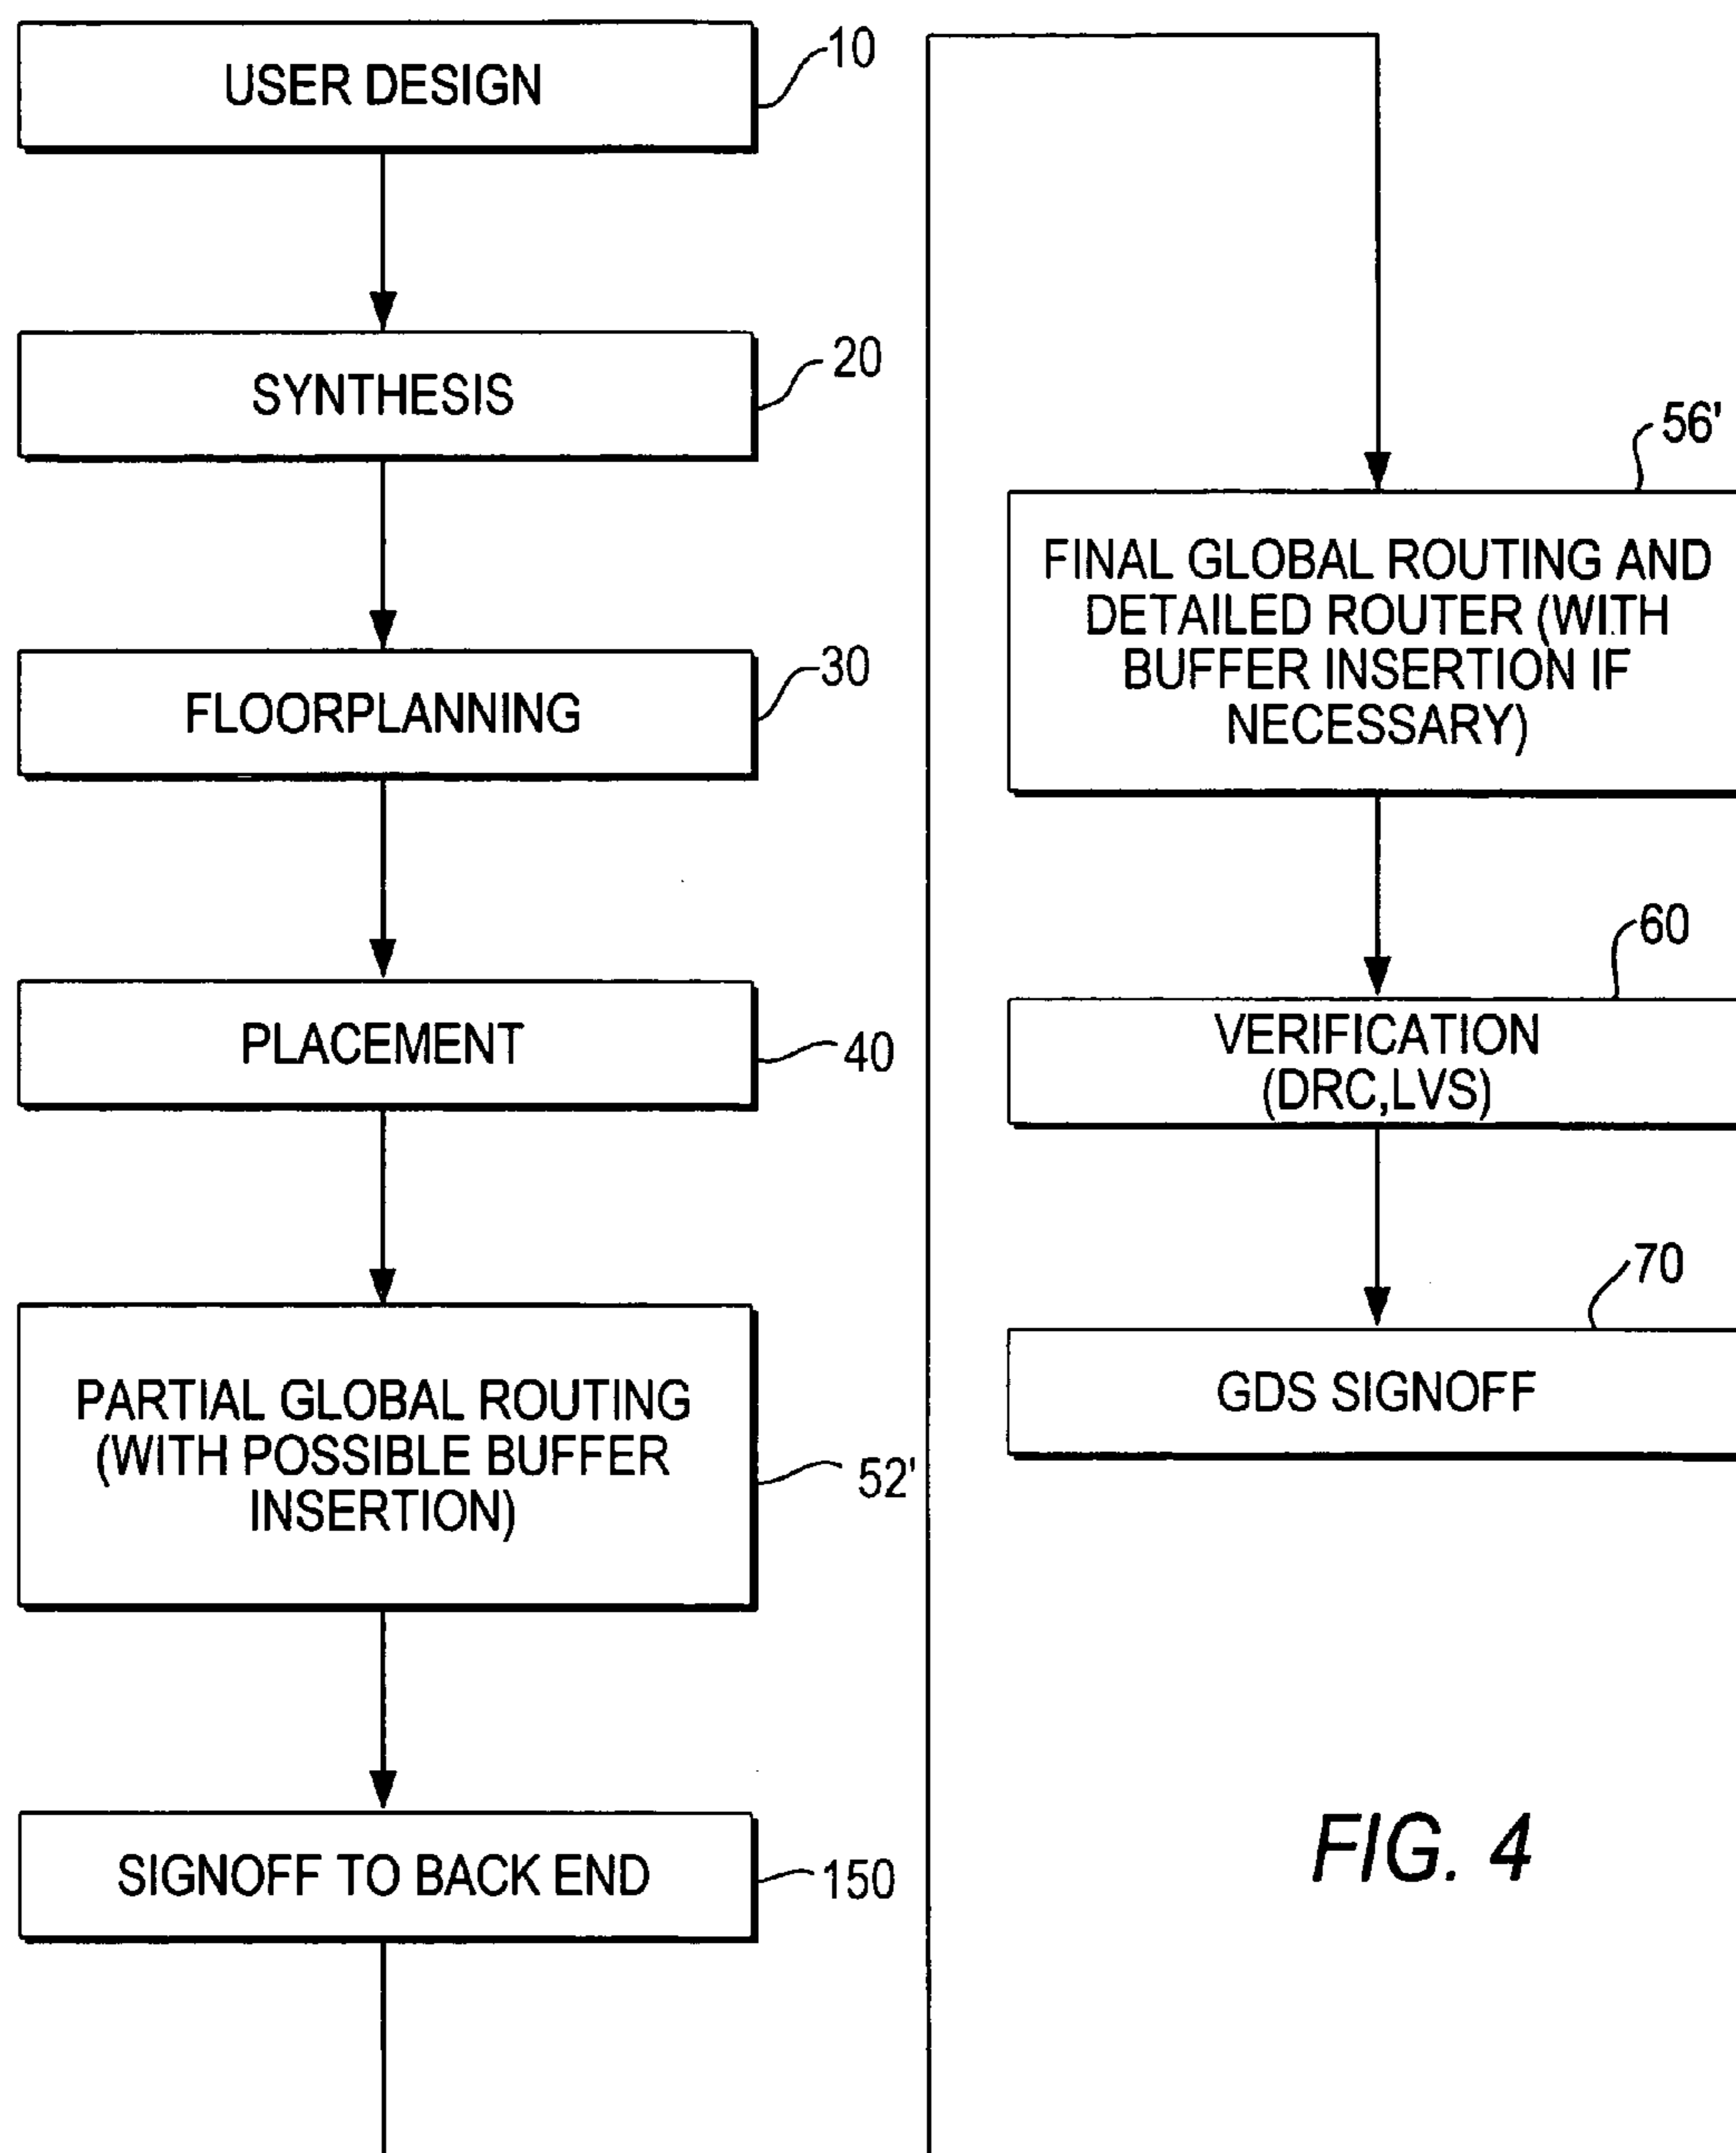 USER DESIGN
10
SYNTHESIS
20
FLOORPLANNING
30
PLACEMENT
40
PARTIAL GLOBAL ROUTING
(WITH POSSIBLE BUFFER
INSERTION)
52'
SIGNOFF TO BACK END
150
56'
FINAL GLOBAL ROUTING AND
DETAILED ROUTER (WITH
BUFFER INSERTION IF
NECESSARY)
60
VERIFICATION
(DRC,LVS)
70
GDS SIGNOFF
FIG. 4